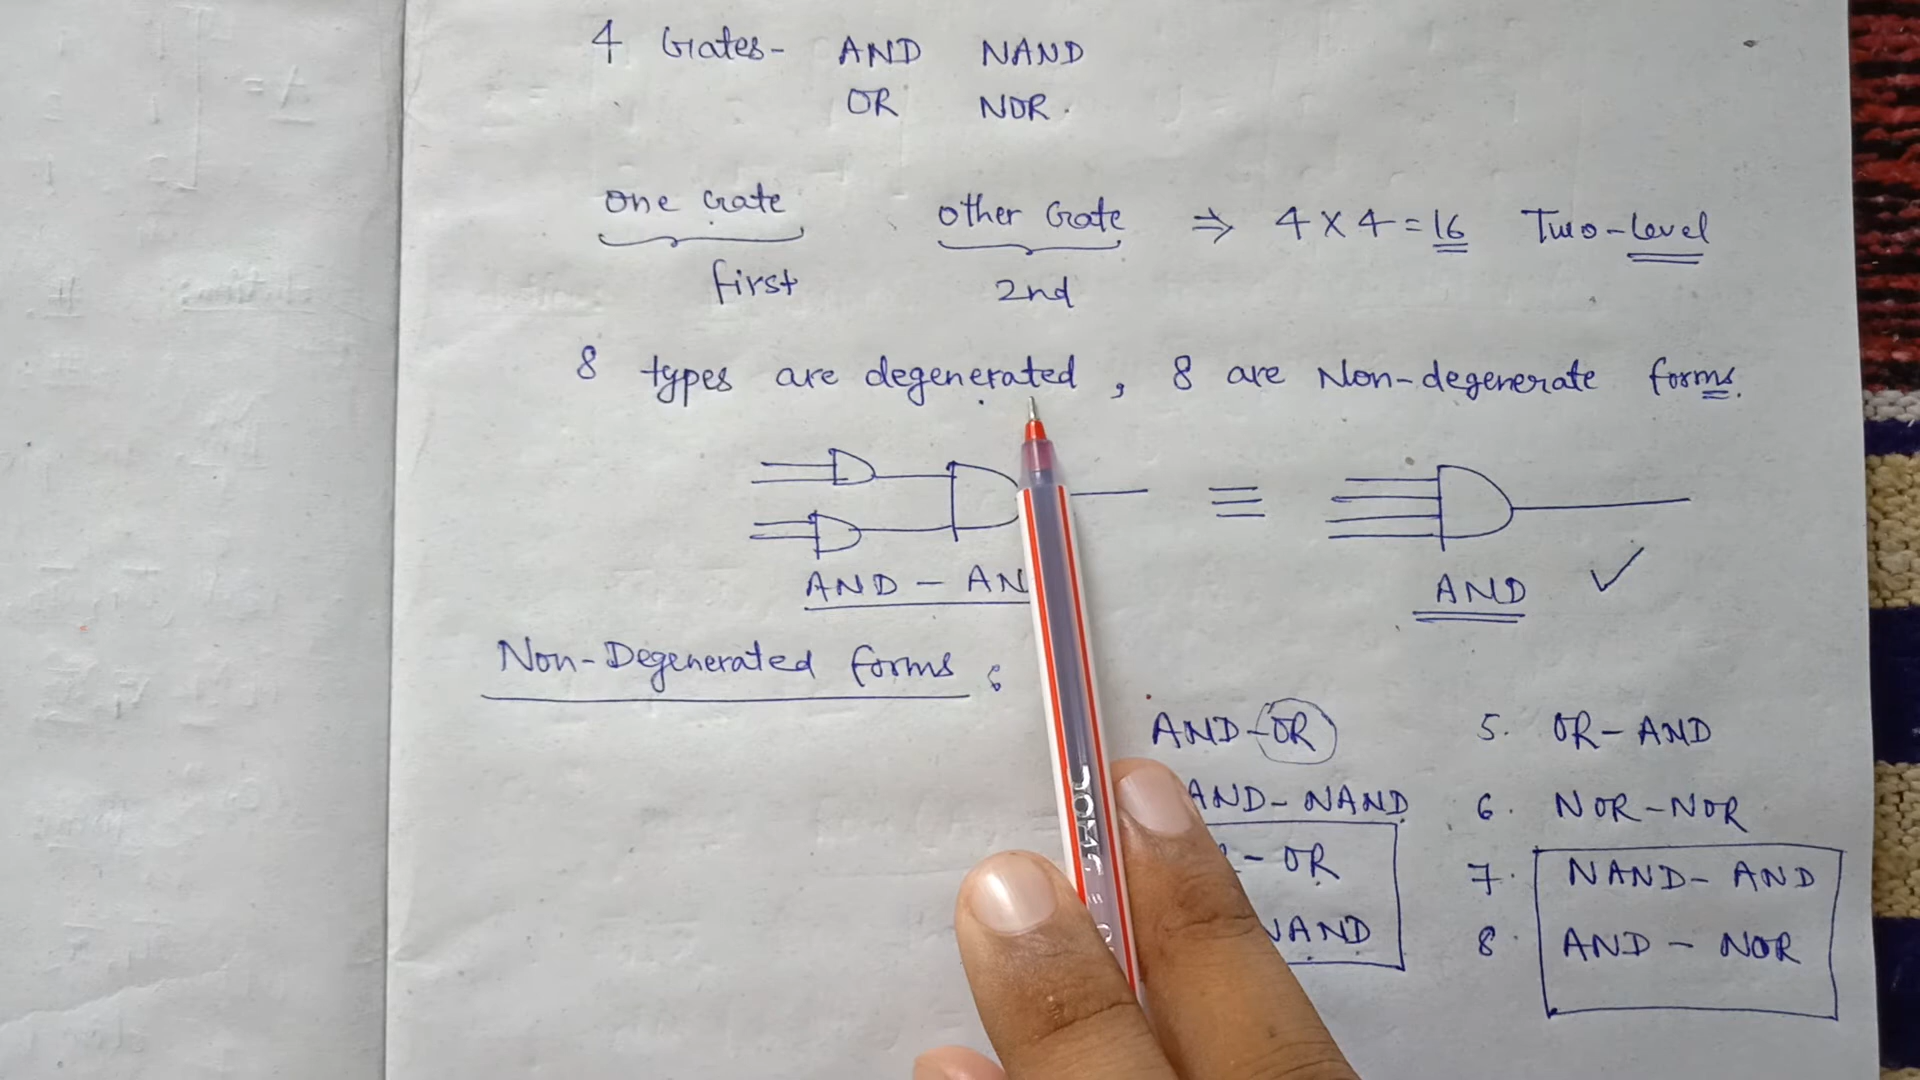 4 Gates- AND NAND
OR NOR.
One Gate other Gate ⇒ 4 X 4 = 16 Two-Level
first 2nd
8 types are degenerated, 8 are Non-degenerate forms.
≡
AND - AN
AND ✓
Non-Degenerated forms :
AND-OR 5. OR-AND
AND-NAND 6. NOR-NOR
- OR 7. NAND-AND
NAND 8. AND - NOR